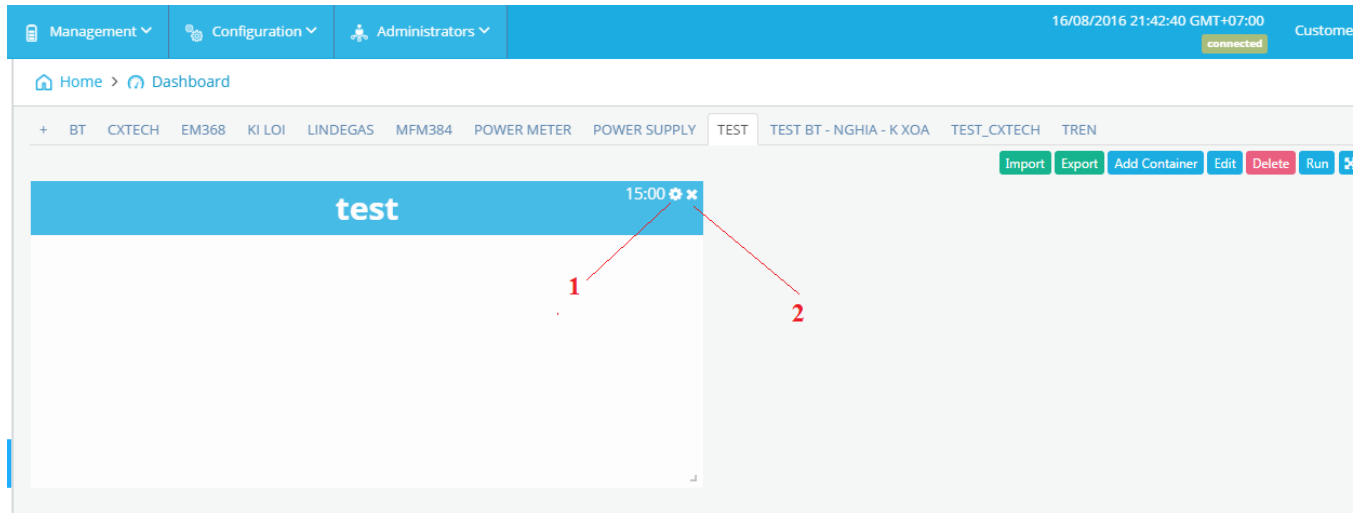 Management Configuration Administrators 16/08/2016 21:42:40 GMT+07:00
connected
Custome
Home > Dashboard
+ BT CXTECH EM368 KI LOI LINDEGAS MFM384 POWER METER POWER SUPPLY TEST TEST BT - NGHIA - K XOA TEST_CXTECH TREN
Import Export Add Container Edit Delete Run
test 15:00
1
2